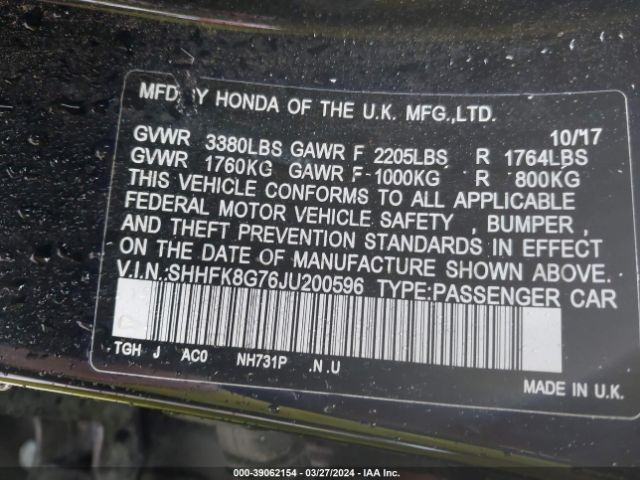 MFD BY HONDA OF THE U.K. MFG.,LTD.
10/17
GVWR 3380LBS GAWR F 2205LBS R 1764LBS
GVWR 1760KG GAWR F 1000KG R 800KG
THIS VEHICLE CONFORMS TO ALL APPLICABLE
FEDERAL MOTOR VEHICLE SAFETY , BUMPER ,
AND THEFT PREVENTION STANDARDS IN EFFECT
ON THE DATE OF MANUFACTURE SHOWN ABOVE.
V.I.N.:SHHFK8G76JU200596 TYPE:PASSENGER CAR
TGH J AC0 NH731P .N.U
MADE IN U.K.
000-39062154 — 03/27/2024 — IAA Inc.